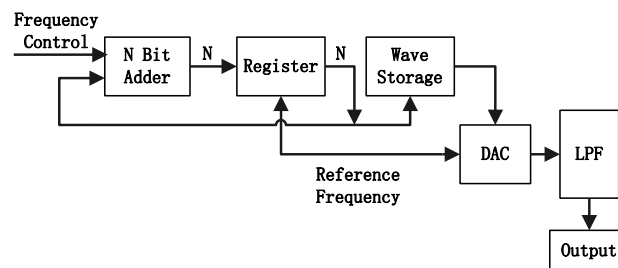 Frequency
Control
N Bit
Adder
N
Register
N
Wave
Storage
DAC
LPF
Reference
Frequency
Output